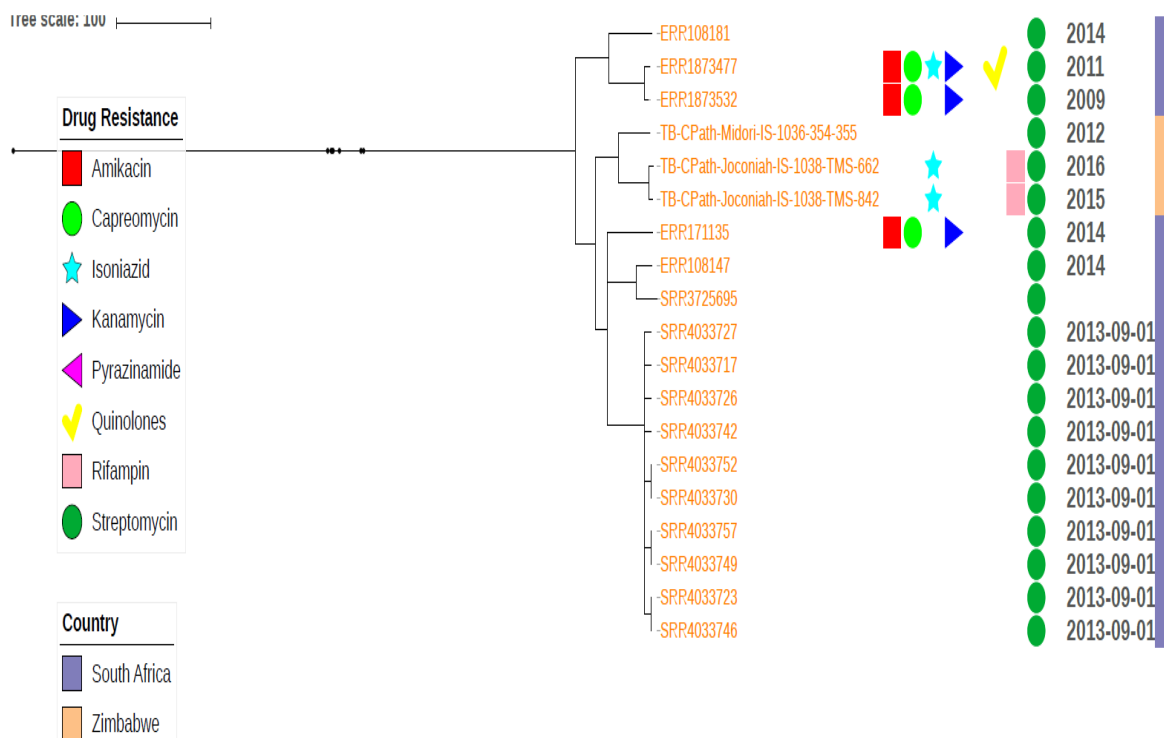 Tree scale: 100
Drug Resistance
Amikacin
Capreomycin
Isoniazid
Kanamycin
Pyrazinamide
Quinolones
Rifampin
Streptomycin
Country
South Africa
Zimbabwe
ERR108181 2014
ERR1873477 2011
ERR1873532 2009
TB-CPath-Midori-IS-1036-354-355 2012
TB-CPath-Joconiah-IS-1038-TMS-662 2016
TB-CPath-Joconiah-IS-1038-TMS-842 2015
ERR171135 2014
ERR108147 2014
SRR3725695
SRR4033727 2013-09-01
SRR4033717 2013-09-01
SRR4033726 2013-09-01
SRR4033742 2013-09-01
SRR4033752 2013-09-01
SRR4033730 2013-09-01
SRR4033757 2013-09-01
SRR4033749 2013-09-01
SRR4033723 2013-09-01
SRR4033746 2013-09-01